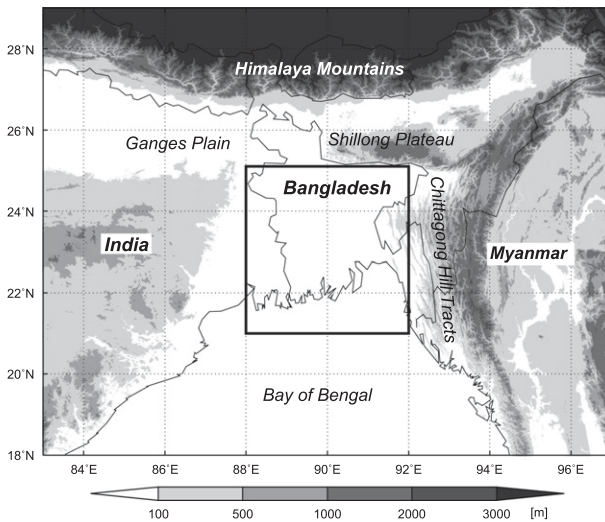 28°N
Himalaya Mountains
26°N
Ganges Plain
Shillong Plateau
Bangladesh
24°N
India
Chittagong Hill Tracts
Myanmar
22°N
20°N
Bay of Bengal
18°N
84°E 86°E 88°E 90°E 92°E 94°E 96°E
100 500 1000 2000 3000 [m]